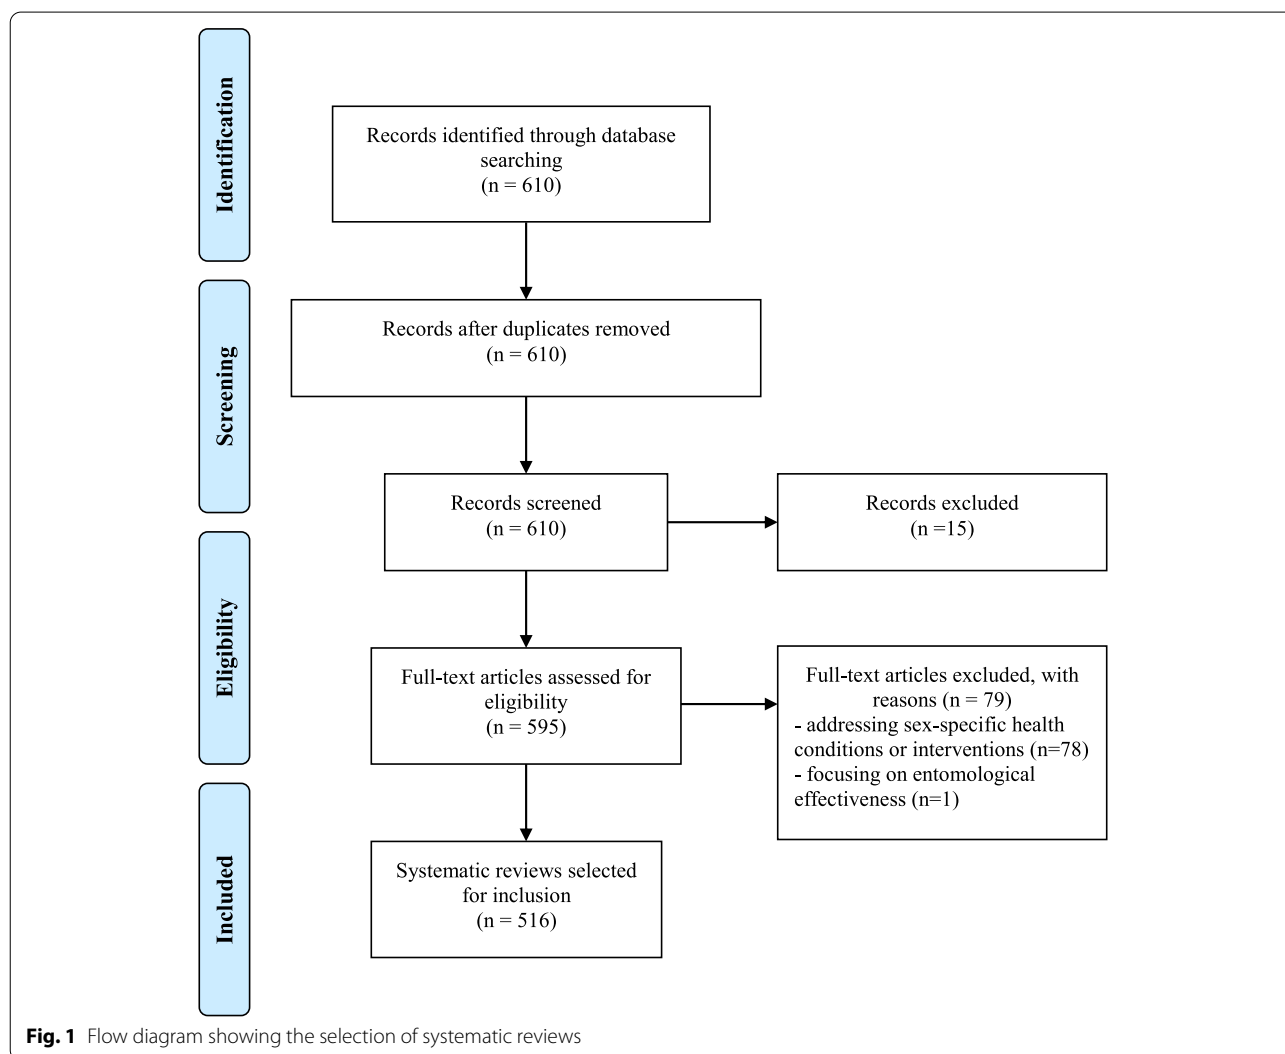 Identification
Records identified through database
searching
(n = 610)
Screening
Records after duplicates removed
(n = 610)
Records screened
(n = 610)
Records excluded
(n =15)
Eligibility
Full-text articles assessed for
eligibility
(n = 595)
Full-text articles excluded, with
reasons (n = 79)
- addressing sex-specific health
conditions or interventions (n=78)
- focusing on entomological
effectiveness (n=1)
Included
Systematic reviews selected
for inclusion
(n = 516)
Fig. 1 Flow diagram showing the selection of systematic reviews